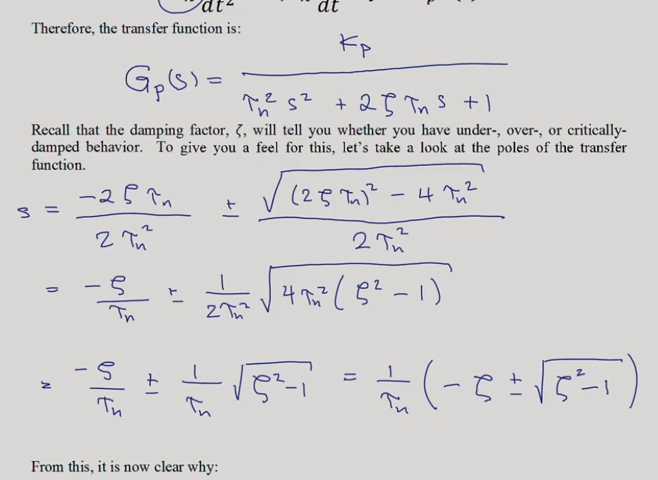 dt² dt
Therefore, the transfer function is:
Gp(s) = Kp / (τn² s² + 2ζ τn s + 1)
Recall that the damping factor, ζ, will tell you whether you have under-, over-, or critically-
damped behavior. To give you a feel for this, let's take a look at the poles of the transfer
function.
s = -2ζτn / 2τn² ± √((2ζτn)² - 4τn²) / 2τn²
= -ζ/τn ± 1/2τn² √(4τn²(ζ² - 1))
= -ζ/τn ± 1/τn √(ζ²-1) = 1/τn (-ζ ± √(ζ²-1))
From this, it is now clear why: